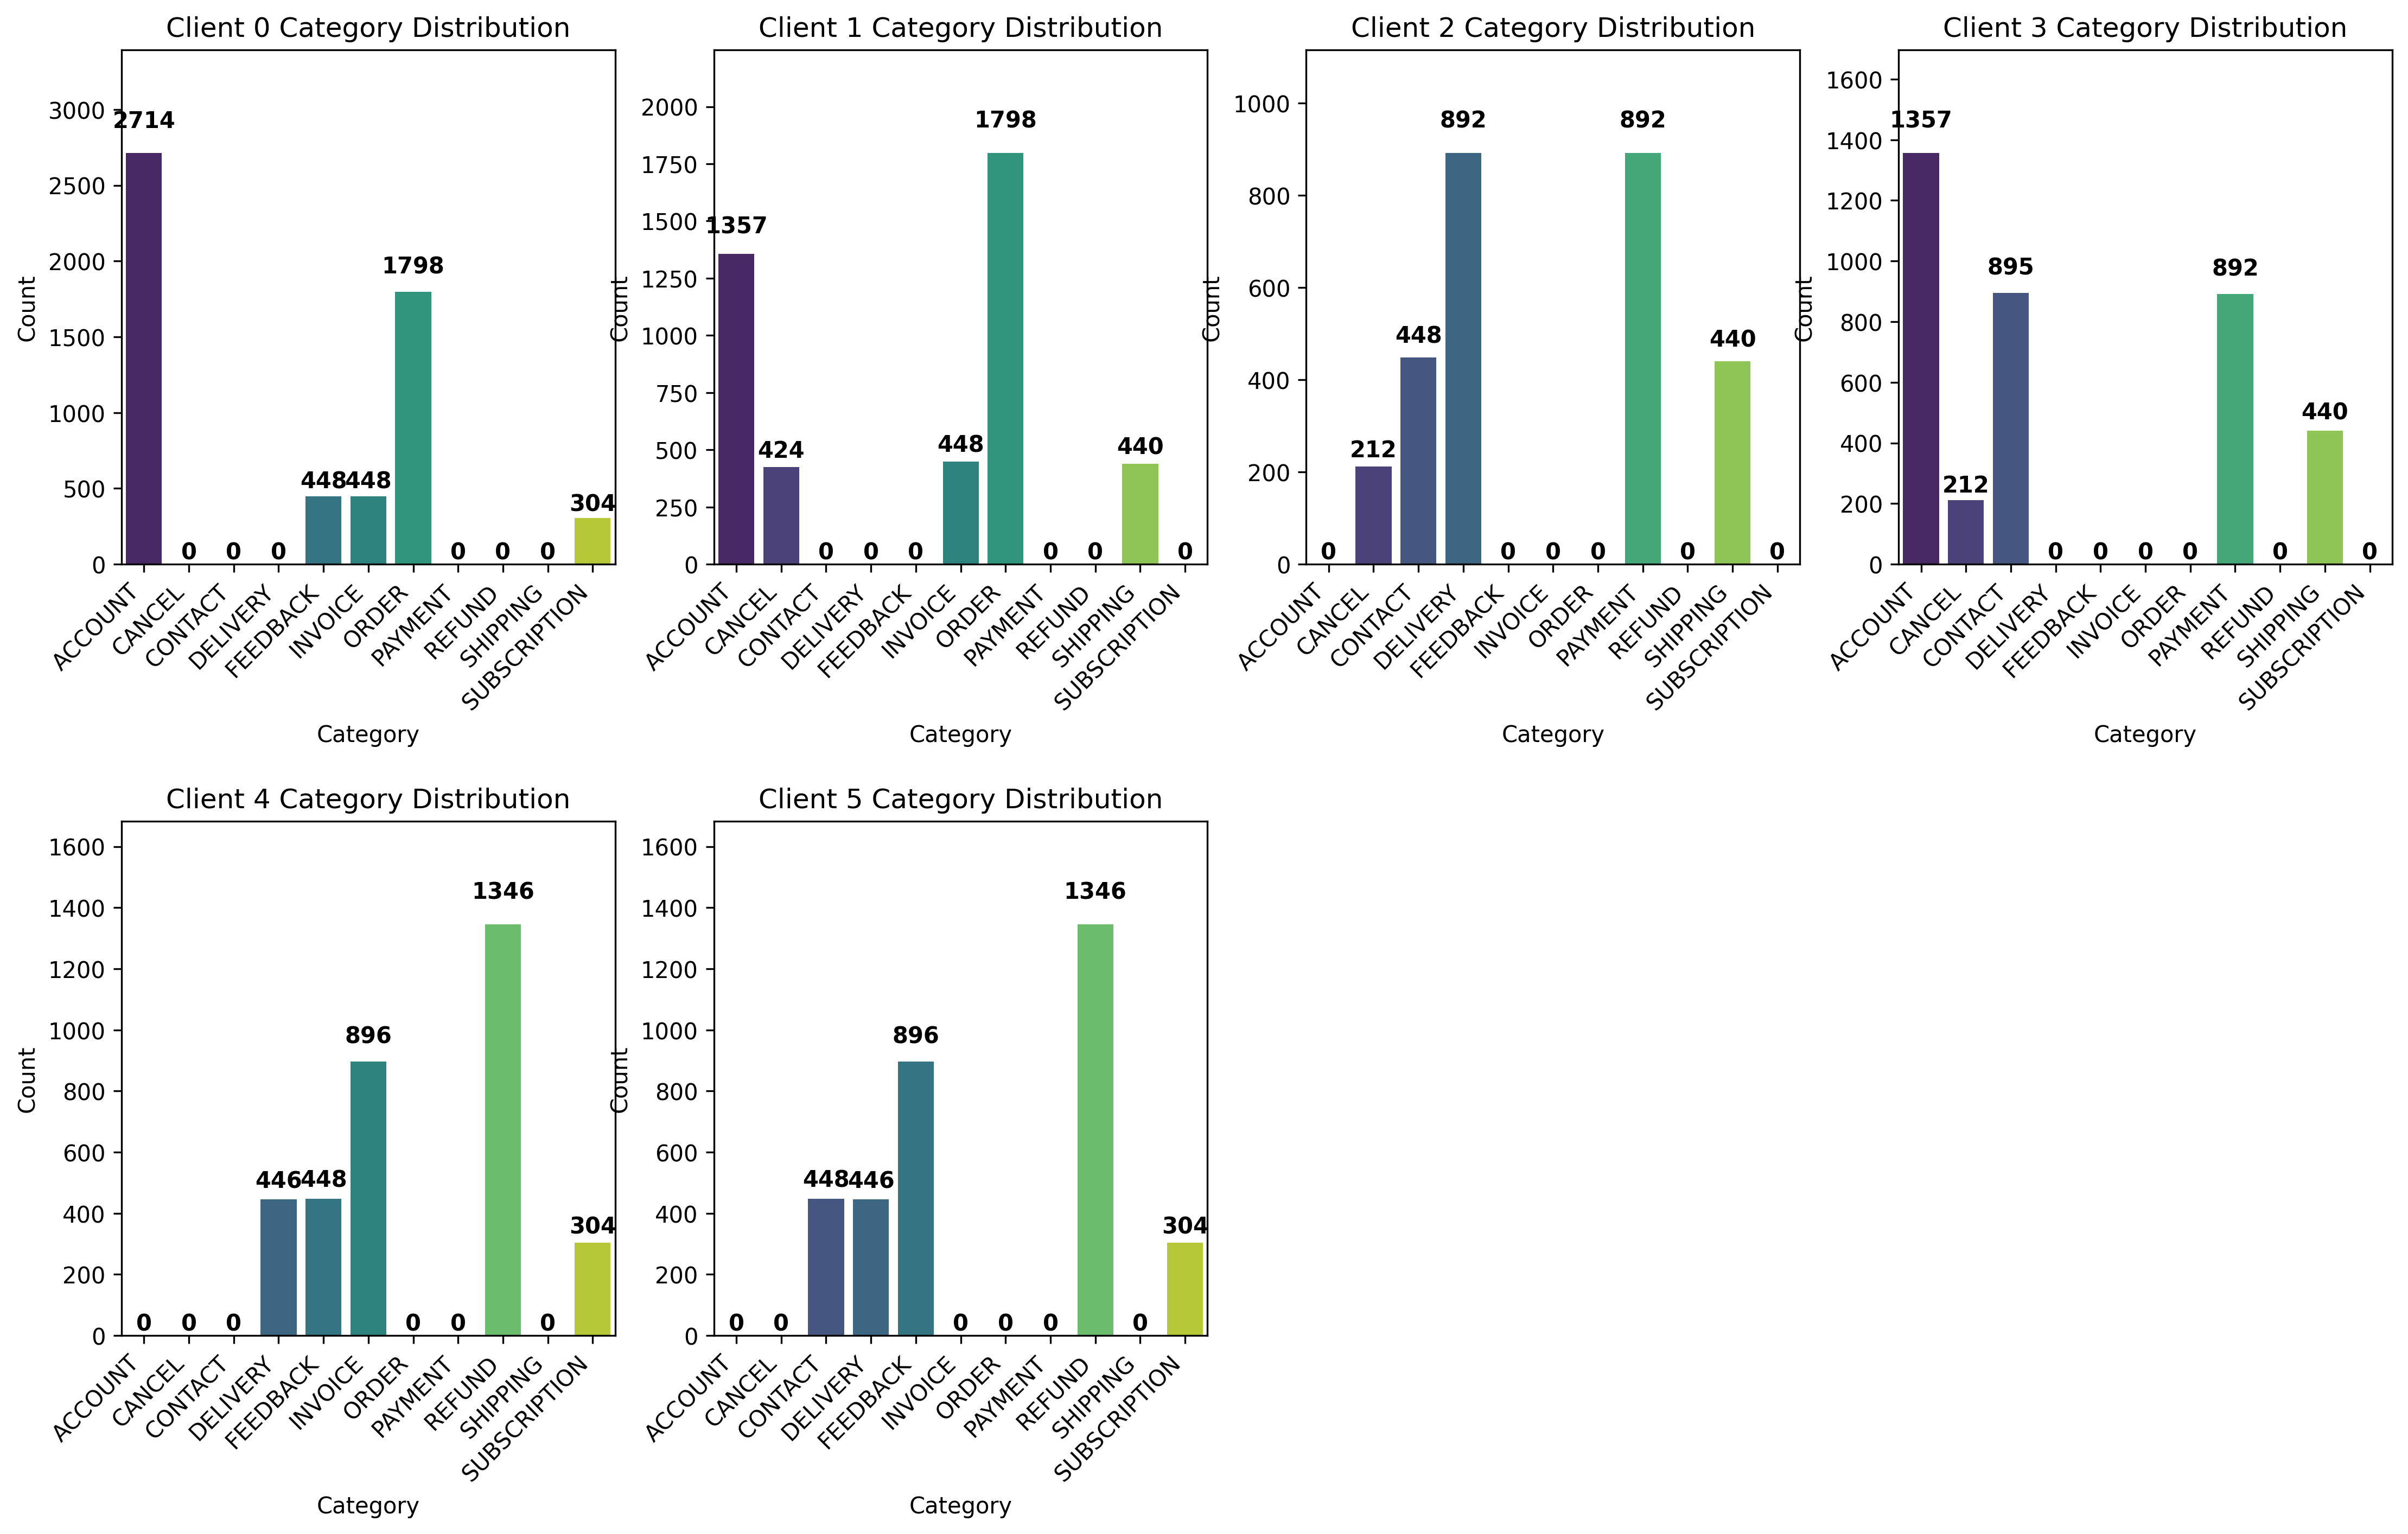 Client 0 Category Distribution
Count
3000
2500
2000
1500
1000
500
0
2714
0
0
0
448
448
1798
0
0
0
304
ACCOUNT
CANCEL
CONTACT
DELIVERY
FEEDBACK
INVOICE
ORDER
PAYMENT
REFUND
SHIPPING
SUBSCRIPTION
Category
Client 1 Category Distribution
Count
2000
1750
1500
1250
1000
750
500
250
0
1357
424
0
0
0
448
1798
0
0
440
0
ACCOUNT
CANCEL
CONTACT
DELIVERY
FEEDBACK
INVOICE
ORDER
PAYMENT
REFUND
SHIPPING
SUBSCRIPTION
Category
Client 2 Category Distribution
Count
1000
800
600
400
200
0
0
212
448
892
0
0
0
892
0
440
0
ACCOUNT
CANCEL
CONTACT
DELIVERY
FEEDBACK
INVOICE
ORDER
PAYMENT
REFUND
SHIPPING
SUBSCRIPTION
Category
Client 3 Category Distribution
Count
1600
1400
1200
1000
800
600
400
200
0
1357
212
895
0
0
0
0
892
0
440
0
ACCOUNT
CANCEL
CONTACT
DELIVERY
FEEDBACK
INVOICE
ORDER
PAYMENT
REFUND
SHIPPING
SUBSCRIPTION
Category
Client 4 Category Distribution
Count
1600
1400
1200
1000
800
600
400
200
0
0
0
0
446
448
896
0
0
1346
0
304
ACCOUNT
CANCEL
CONTACT
DELIVERY
FEEDBACK
INVOICE
ORDER
PAYMENT
REFUND
SHIPPING
SUBSCRIPTION
Category
Client 5 Category Distribution
Count
1600
1400
1200
1000
800
600
400
200
0
0
0
448
446
896
0
0
0
1346
0
304
ACCOUNT
CANCEL
CONTACT
DELIVERY
FEEDBACK
INVOICE
ORDER
PAYMENT
REFUND
SHIPPING
SUBSCRIPTION
Category